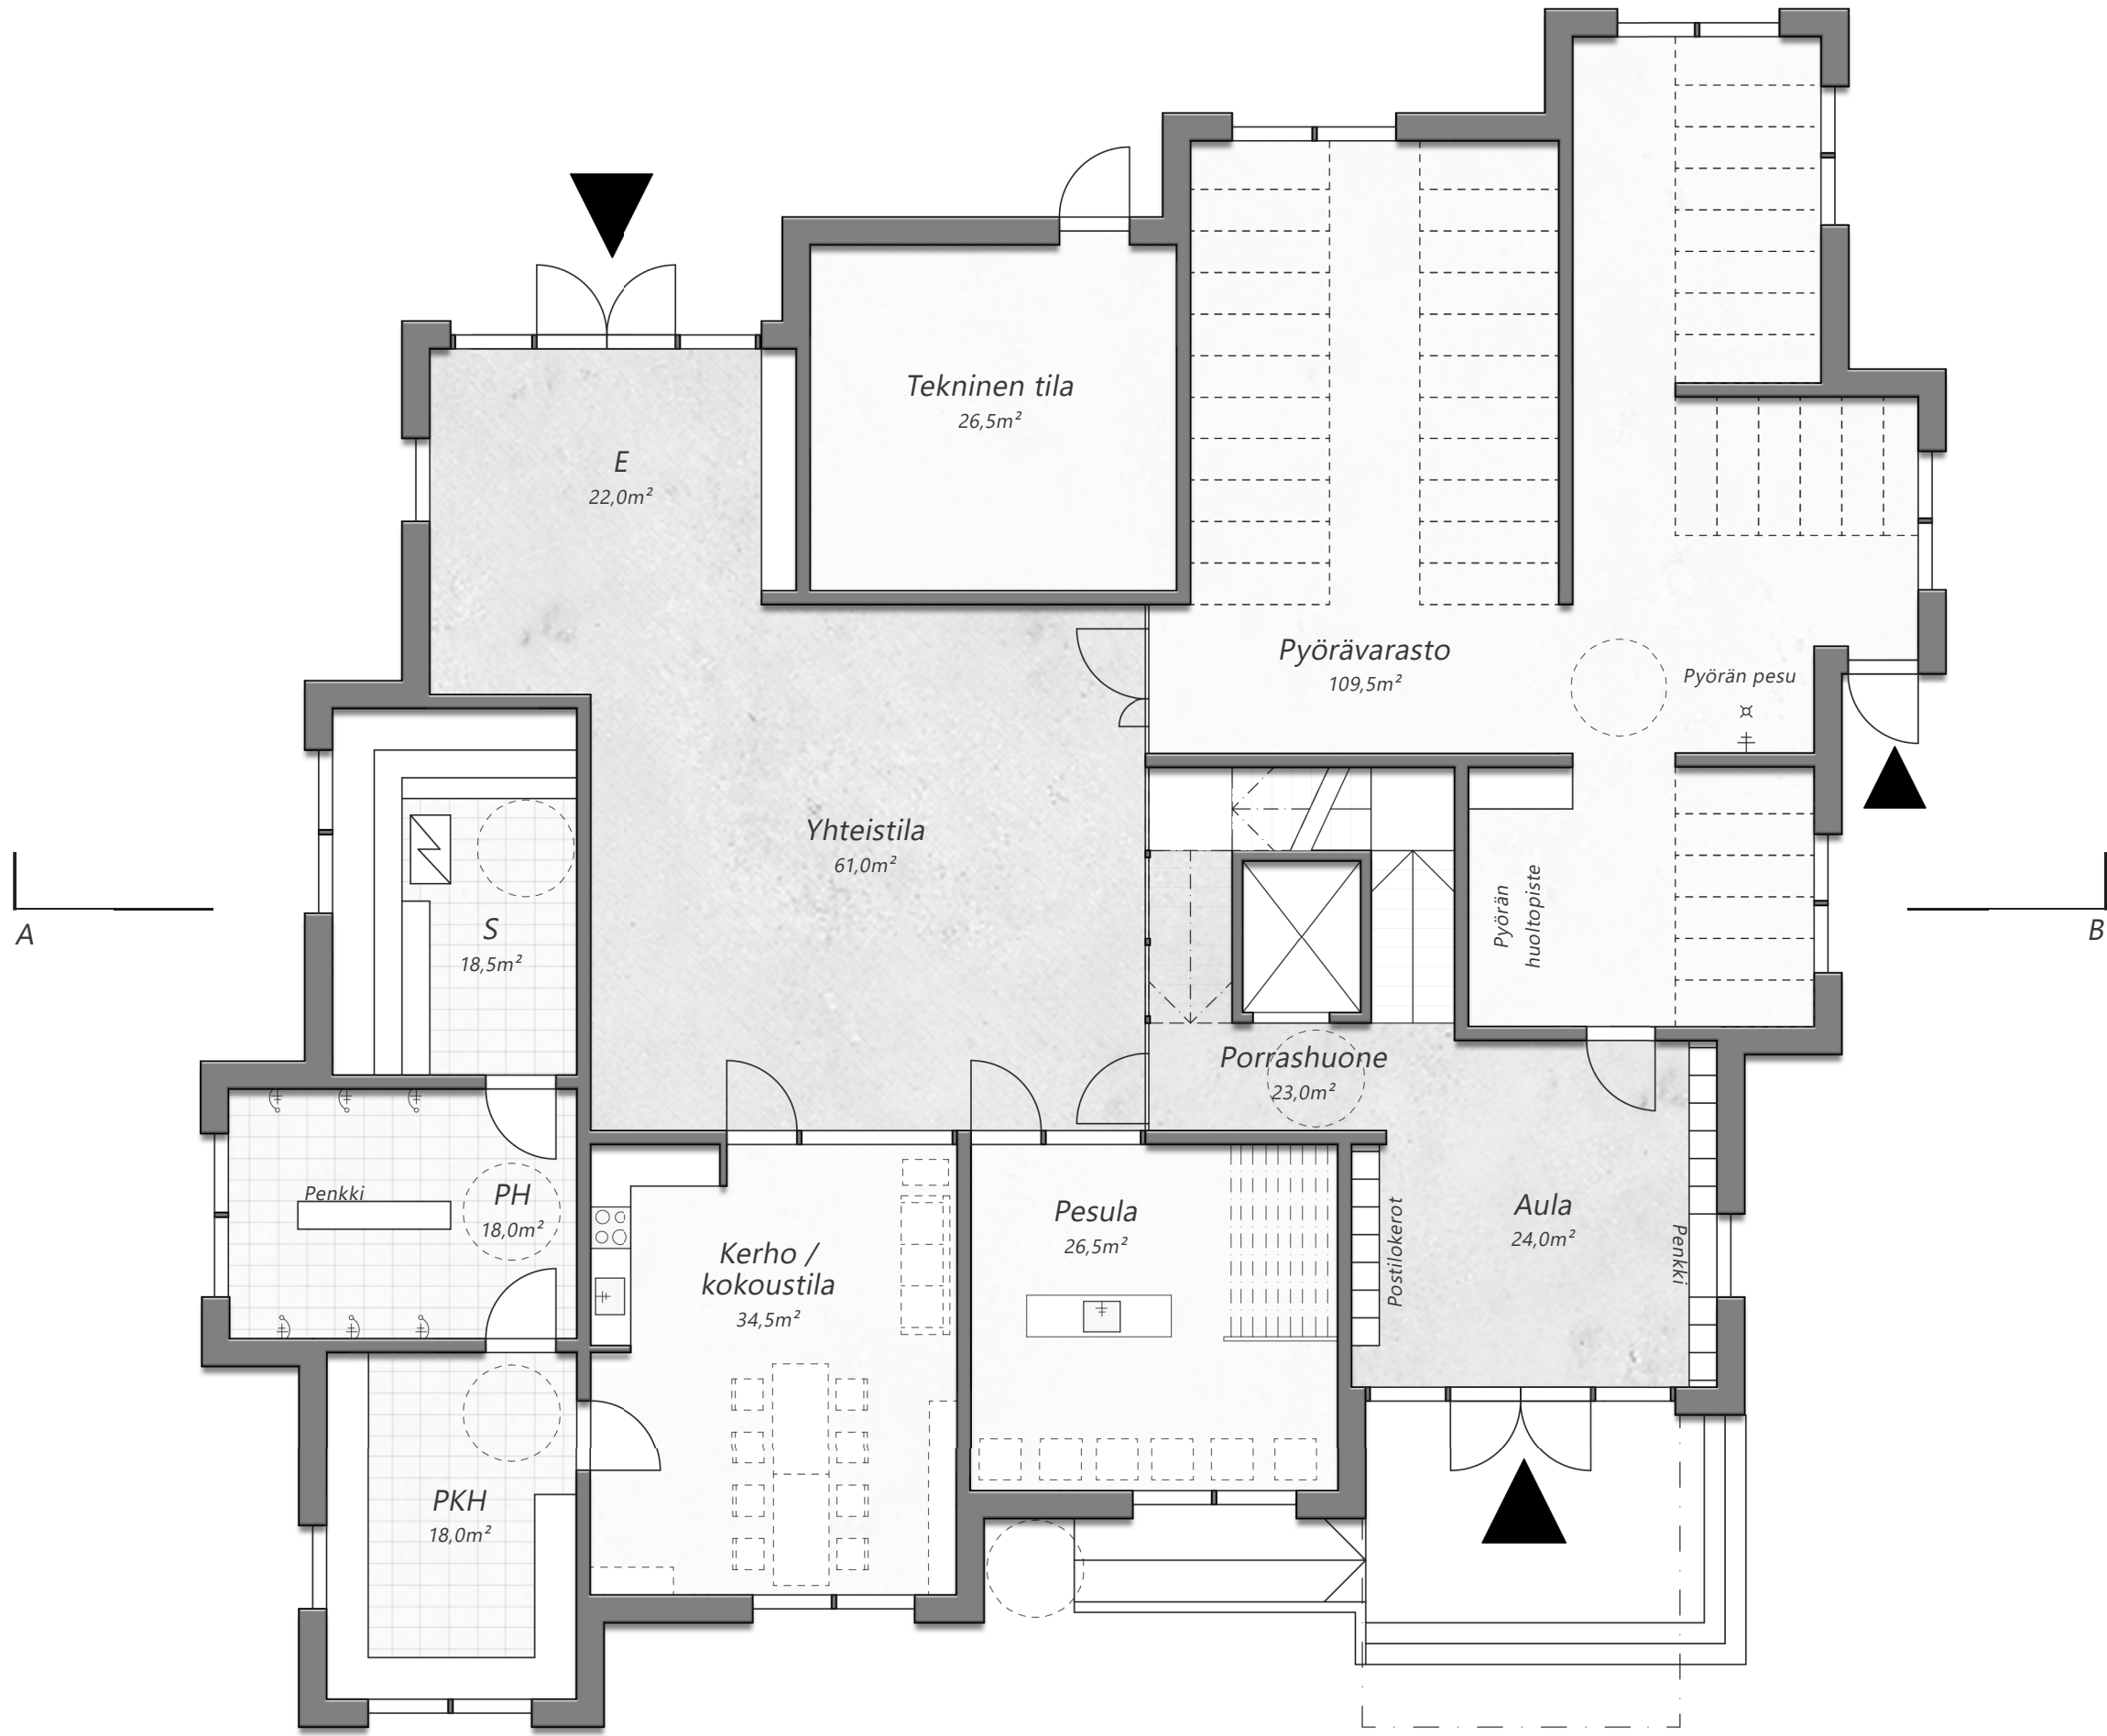 Tekninen tila
26,5m²
E
22,0m²
Pyörävarasto
109,5m²
Pyörän pesu
Yhteistila
61,0m²
Pyörän
huoltopiste
A
S
18,5m²
B
Porrashuone
23,0m²
Penkki
PH
18,0m²
Kerho /
kokoustila
34,5m²
Pesula
26,5m²
Postilokerot
Aula
24,0m²
Penkki
PKH
18,0m²